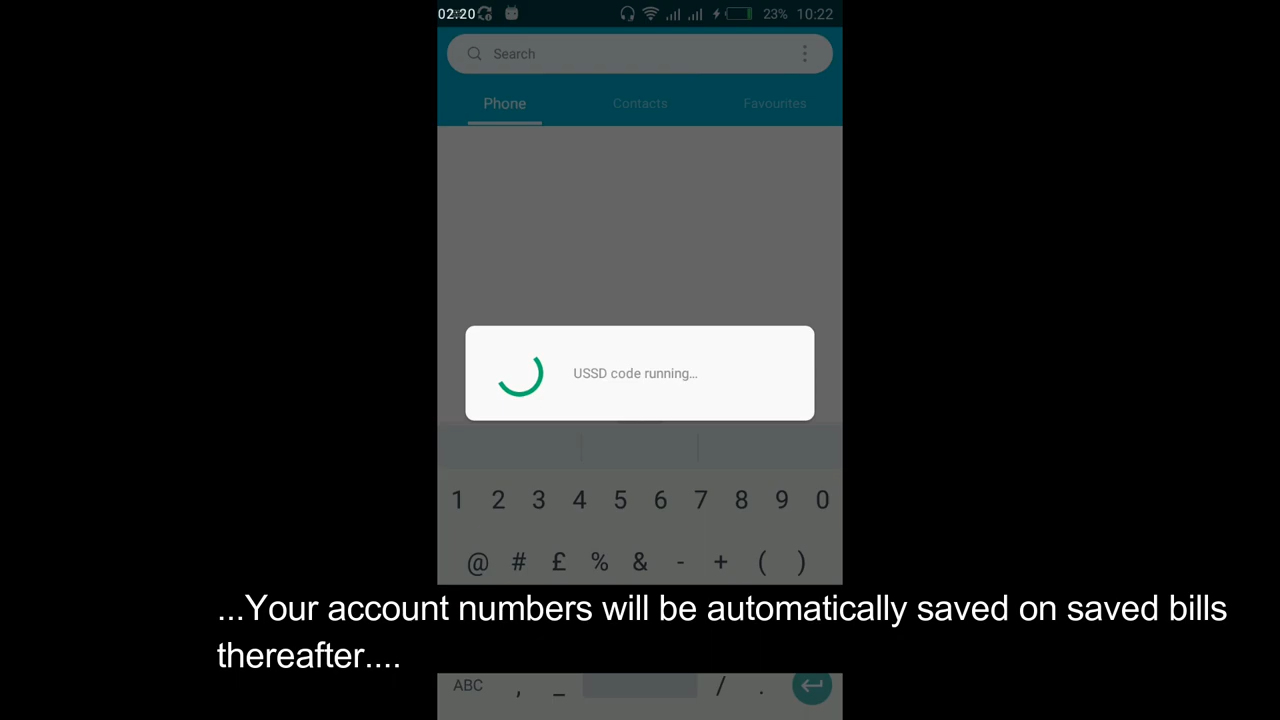 02:20 23% 10:22
Search
Phone Contacts Favourites
USSD code running...
1 2 3 4 5 6 7 8 9 0
@ # £ % & - + ( )
...Your account numbers will be automatically saved on saved bills
thereafter....
ABC , _ / .